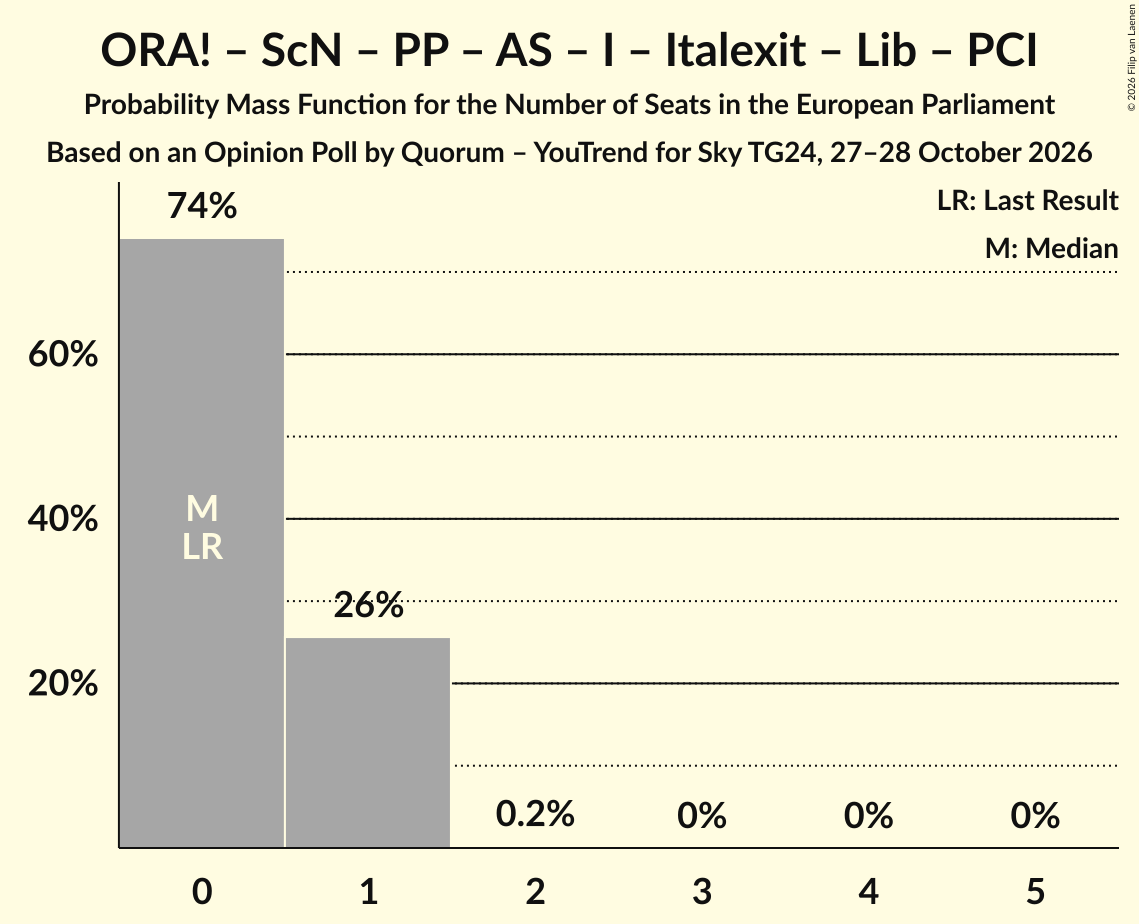 ORA! – ScN – PP – AS – I – Italexit – Lib – PCI
Probability Mass Function for the Number of Seats in the European Parliament
Based on an Opinion Poll by Quorum – YouTrend for Sky TG24, 27–28 October 2026
© 2026 Filip van Laenen
LR: Last Result
M: Median
74%
60%
40%
20%
M
LR
26%
0.2%
0%
0%
0%
0
1
2
3
4
5